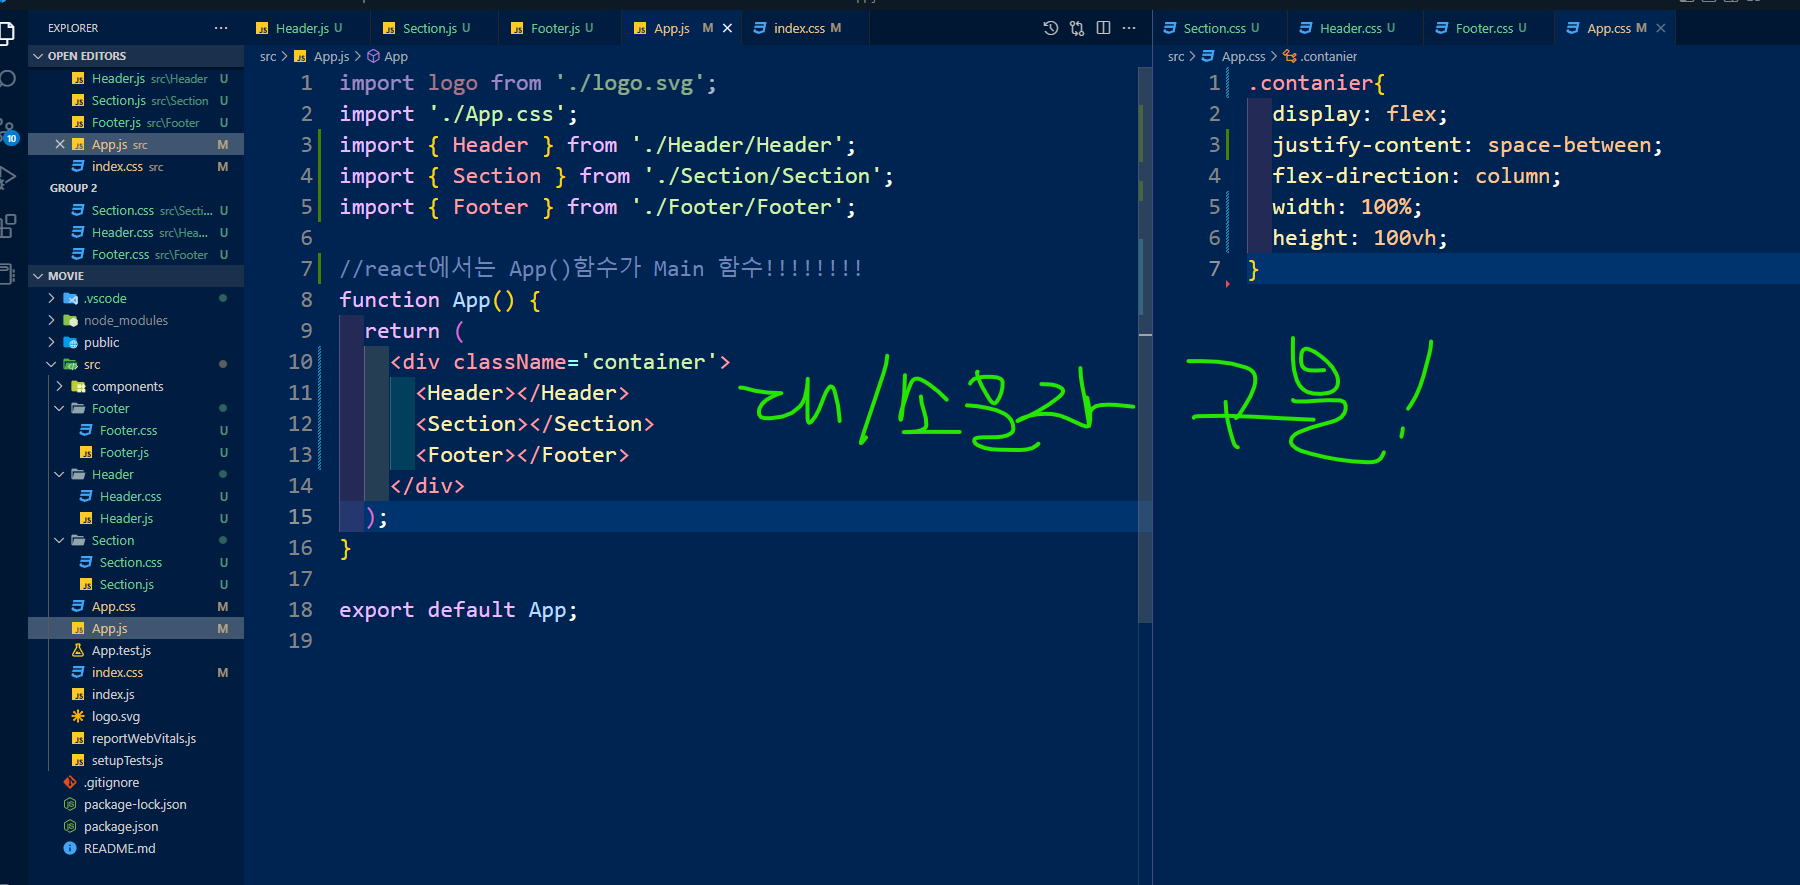 EXPLORER
OPEN EDITORS
Header.js src\Header U
Section.js src\Section U
Footer.js src\Footer U
App.js src M
index.css src M
GROUP 2
Section.css src\Secti... U
Header.css src\Hea... U
Footer.css src\Footer U
MOVIE
.vscode
node_modules
public
src
components
Footer
Footer.css U
Footer.js U
Header
Header.css U
Header.js U
Section
Section.css U
Section.js U
App.css M
App.js M
App.test.js
index.css M
index.js
logo.svg
reportWebVitals.js
setupTests.js
.gitignore
package-lock.json
package.json
README.md
10
Header.js U Section.js U Footer.js U App.js M index.css M
src > App.js > App
1 import logo from './logo.svg';
2 import './App.css';
3 import { Header } from './Header/Header';
4 import { Section } from './Section/Section';
5 import { Footer } from './Footer/Footer';
6
7 //react에서는 App()함수가 Main 함수!!!!!!!!
8 function App() {
9 return (
10 <div className='container'>
11 <Header></Header>
12 <Section></Section>
13 <Footer></Footer>
14 </div>
15 );
16 }
17
18 export default App;
19
Section.css U Header.css U Footer.css U App.css M
src > App.css > .contanier
1 .contanier{
2 display: flex;
3 justify-content: space-between;
4 flex-direction: column;
5 width: 100%;
6 height: 100vh;
7 }
대/소문자 구분!